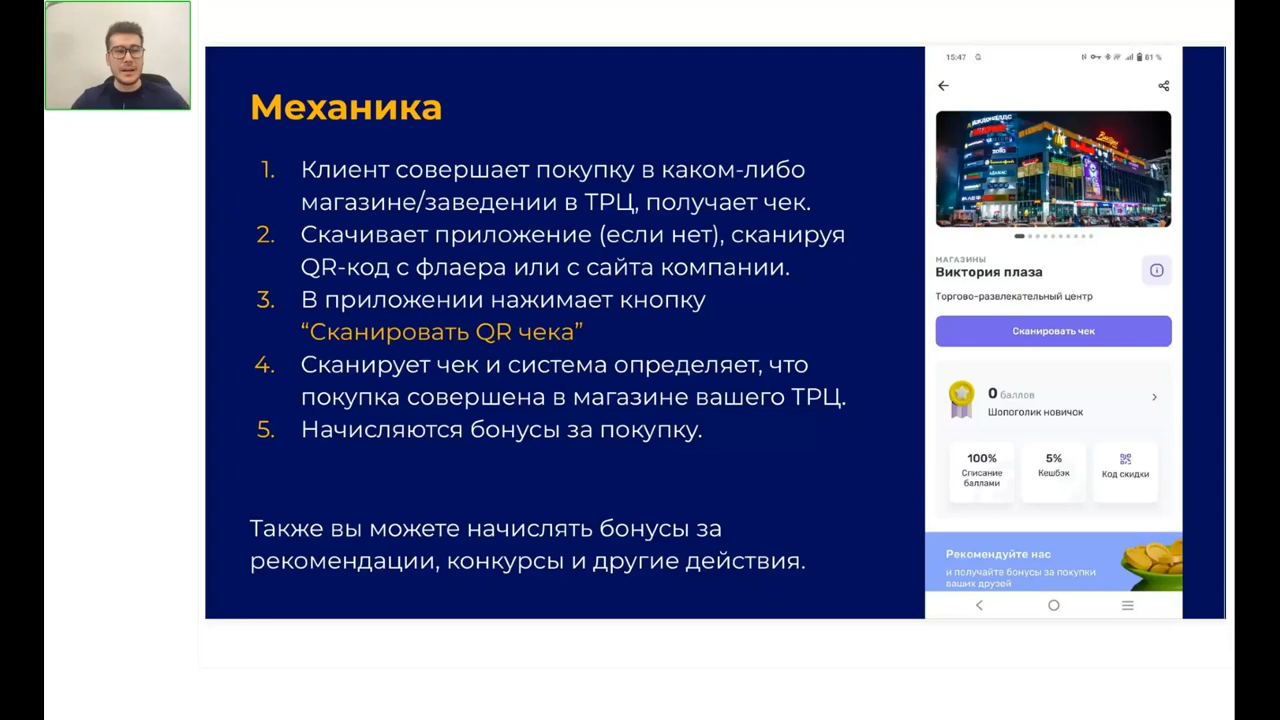 Механика
1. Клиент совершает покупку в каком-либо
магазине/заведении в ТРЦ, получает чек.
2. Скачивает приложение (если нет), сканируя
QR-код с флаера или с сайта компании.
3. В приложении нажимает кнопку
“Сканировать QR чека”
4. Сканирует чек и система определяет, что
покупка совершена в магазине вашего ТРЦ.
5. Начисляются бонусы за покупку.
Также вы можете начислять бонусы за
рекомендации, конкурсы и другие действия.
15:47
81 %
МАГАЗИНЫ
Виктория плаза
Торгово-развлекательный центр
Сканировать чек
0 баллов
Шопоголик новичок
100%
Списание
баллами
5%
Кешбэк
Код скидки
Рекомендуйте нас
и получайте бонусы за покупки
ваших друзей